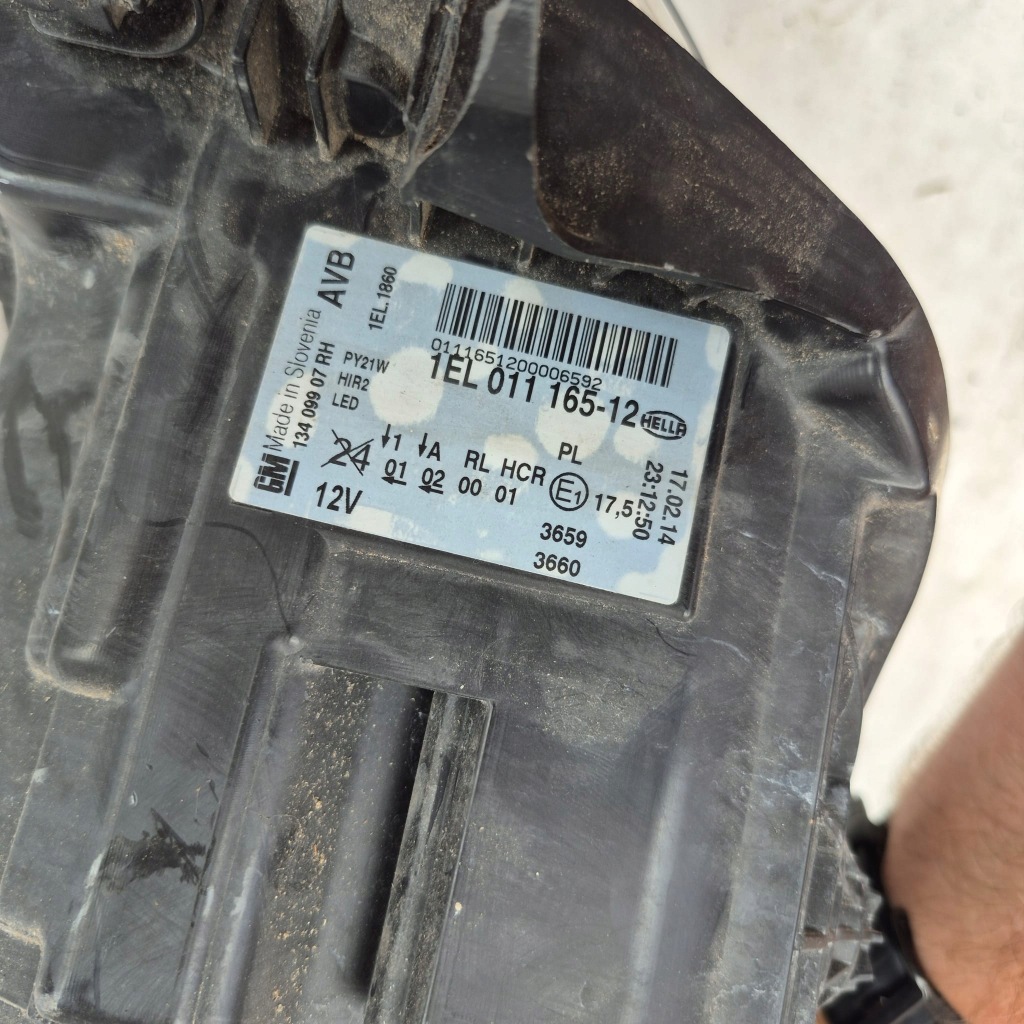 AVB
1EL.1860
0111651200006592
1EL 011 165-12
HELLA
GM Made in Slovenia
134 099 07 RH
PY21W
HIR2
LED
24
12V
↓1 ↓A RL HCR PL
01 02 00 01 E1 17,5
3659
3660
17.02.14
23:12:50